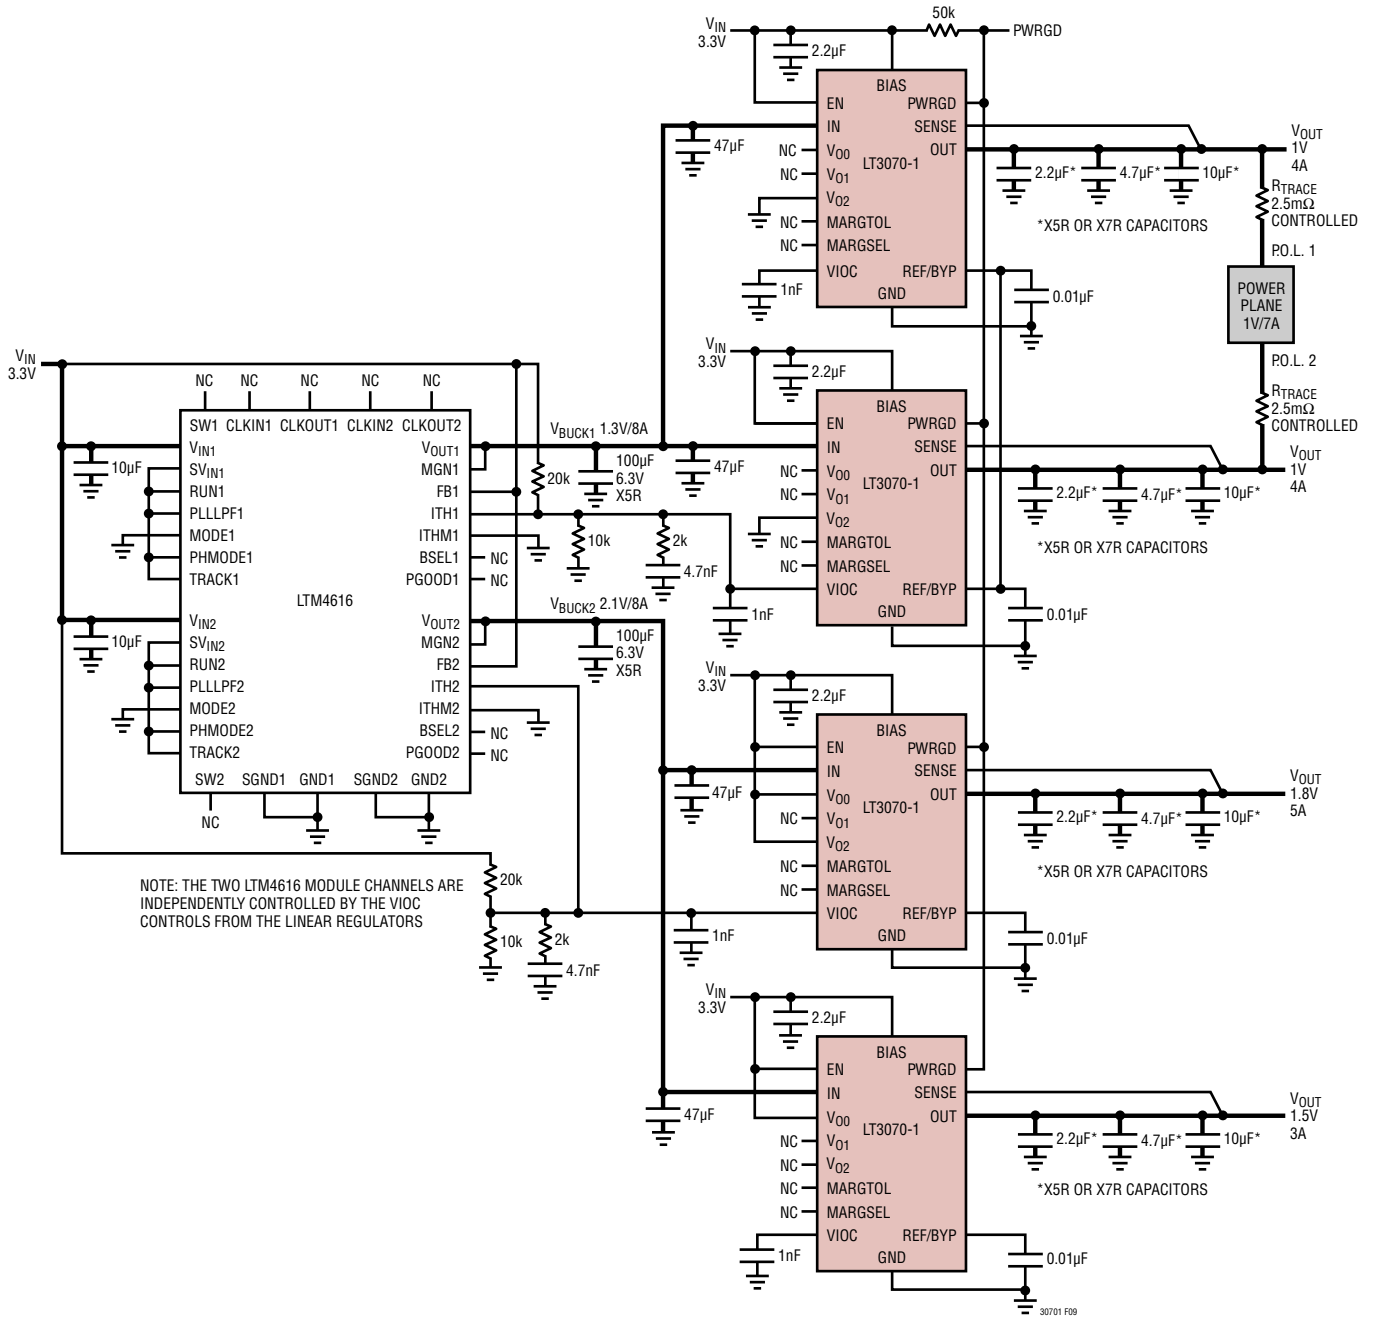 VIN
3.3V
50k
PWRGD
2.2µF
BIAS
EN
PWRGD
IN
SENSE
47µF
NC
VO0
OUT
LT3070-1
NC
VO1
VO2
NC
MARGTOL
NC
MARGSEL
VIOC
REF/BYP
1nF
GND
0.01µF
2.2µF*
4.7µF*
10µF*
*X5R OR X7R CAPACITORS
VOUT
1V
4A
RTRACE
2.5mΩ
CONTROLLED
P.O.L. 1
POWER
PLANE
1V/7A
P.O.L. 2
RTRACE
2.5mΩ
CONTROLLED
VIN
3.3V
2.2µF
BIAS
EN
PWRGD
IN
SENSE
47µF
NC
VO0
OUT
LT3070-1
NC
VO1
VO2
NC
MARGTOL
NC
MARGSEL
VIOC
REF/BYP
1nF
GND
0.01µF
2.2µF*
4.7µF*
10µF*
*X5R OR X7R CAPACITORS
VOUT
1V
4A
VIN
3.3V
NC
NC
NC
NC
NC
SW1
CLKIN1
CLKOUT1
CLKIN2
CLKOUT2
10µF
VIN1
SVIN1
RUN1
PLLLPF1
MODE1
PHMODE1
TRACK1
LTM4616
10µF
VIN2
SVIN2
RUN2
PLLLPF2
MODE2
PHMODE2
TRACK2
VOUT1
MGN1
FB1
ITH1
ITHM1
BSEL1
NC
PGOOD1
NC
VOUT2
MGN2
FB2
ITH2
ITHM2
BSEL2
NC
PGOOD2
NC
SW2
SGND1
GND1
SGND2
GND2
NC
VBUCK1 1.3V/8A
100µF
6.3V
X5R
20k
10k
2k
4.7nF
VBUCK2 2.1V/8A
100µF
6.3V
X5R
NOTE: THE TWO LTM4616 MODULE CHANNELS ARE
INDEPENDENTLY CONTROLLED BY THE VIOC
CONTROLS FROM THE LINEAR REGULATORS
20k
10k
2k
4.7nF
VIN
3.3V
2.2µF
BIAS
EN
PWRGD
IN
SENSE
47µF
VO0
OUT
LT3070-1
NC
VO1
VO2
NC
MARGTOL
NC
MARGSEL
VIOC
REF/BYP
1nF
GND
0.01µF
2.2µF*
4.7µF*
10µF*
*X5R OR X7R CAPACITORS
VOUT
1.8V
5A
VIN
3.3V
2.2µF
BIAS
EN
PWRGD
IN
SENSE
47µF
VO0
OUT
LT3070-1
NC
VO1
NC
VO2
NC
MARGTOL
NC
MARGSEL
VIOC
REF/BYP
1nF
GND
0.01µF
2.2µF*
4.7µF*
10µF*
*X5R OR X7R CAPACITORS
VOUT
1.5V
3A
30701 F09